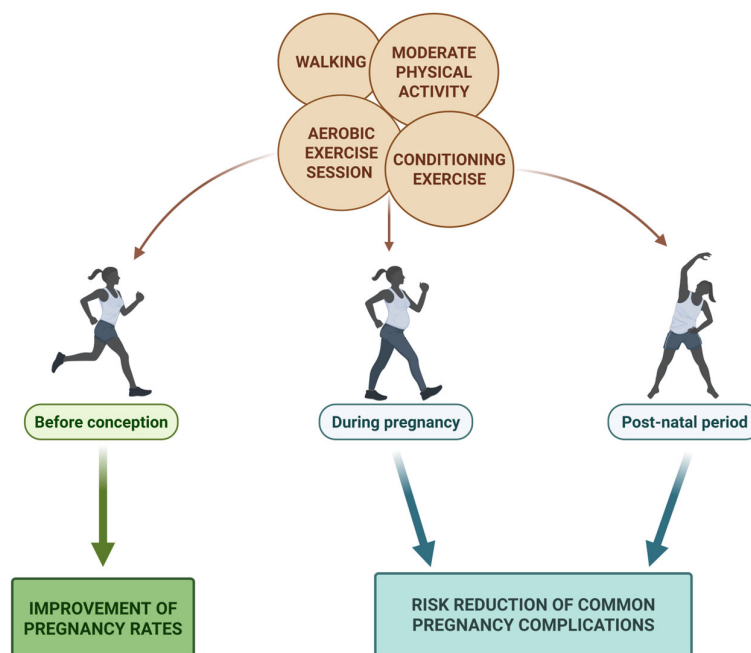 WALKING
MODERATE
PHYSICAL
ACTIVITY
AEROBIC
EXERCISE
SESSION
CONDITIONING
EXERCISE
Before conception
During pregnancy
Post-natal period
IMPROVEMENT OF
PREGNANCY RATES
RISK REDUCTION OF COMMON
PREGNANCY COMPLICATIONS